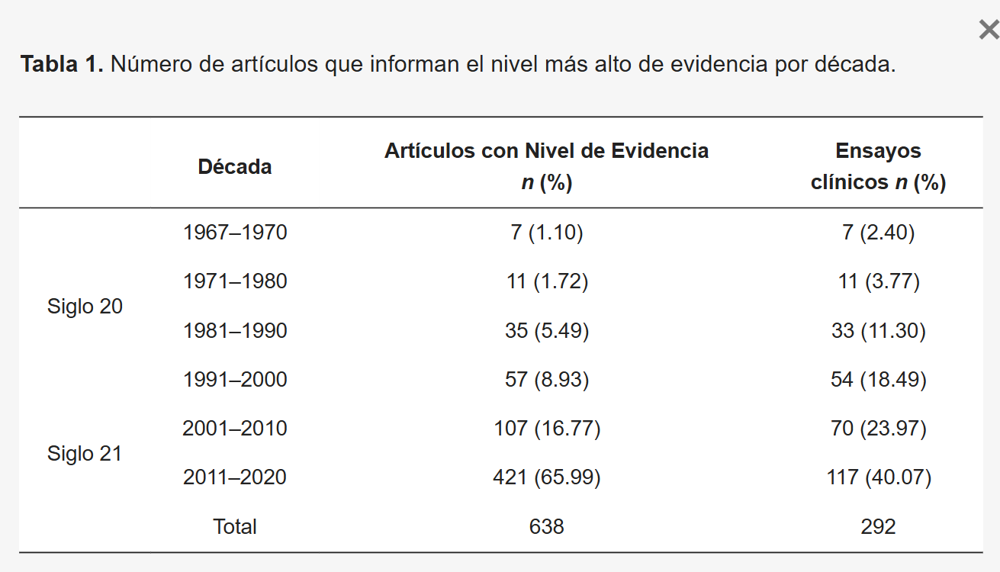 Tabla 1. Número de artículos que informan el nivel más alto de evidencia por década.
Década Artículos con Nivel de Evidencia n (%) Ensayos clínicos n (%)
Siglo 20
1967–1970 7 (1.10) 7 (2.40)
1971–1980 11 (1.72) 11 (3.77)
1981–1990 35 (5.49) 33 (11.30)
1991–2000 57 (8.93) 54 (18.49)
Siglo 21
2001–2010 107 (16.77) 70 (23.97)
2011–2020 421 (65.99) 117 (40.07)
Total 638 292